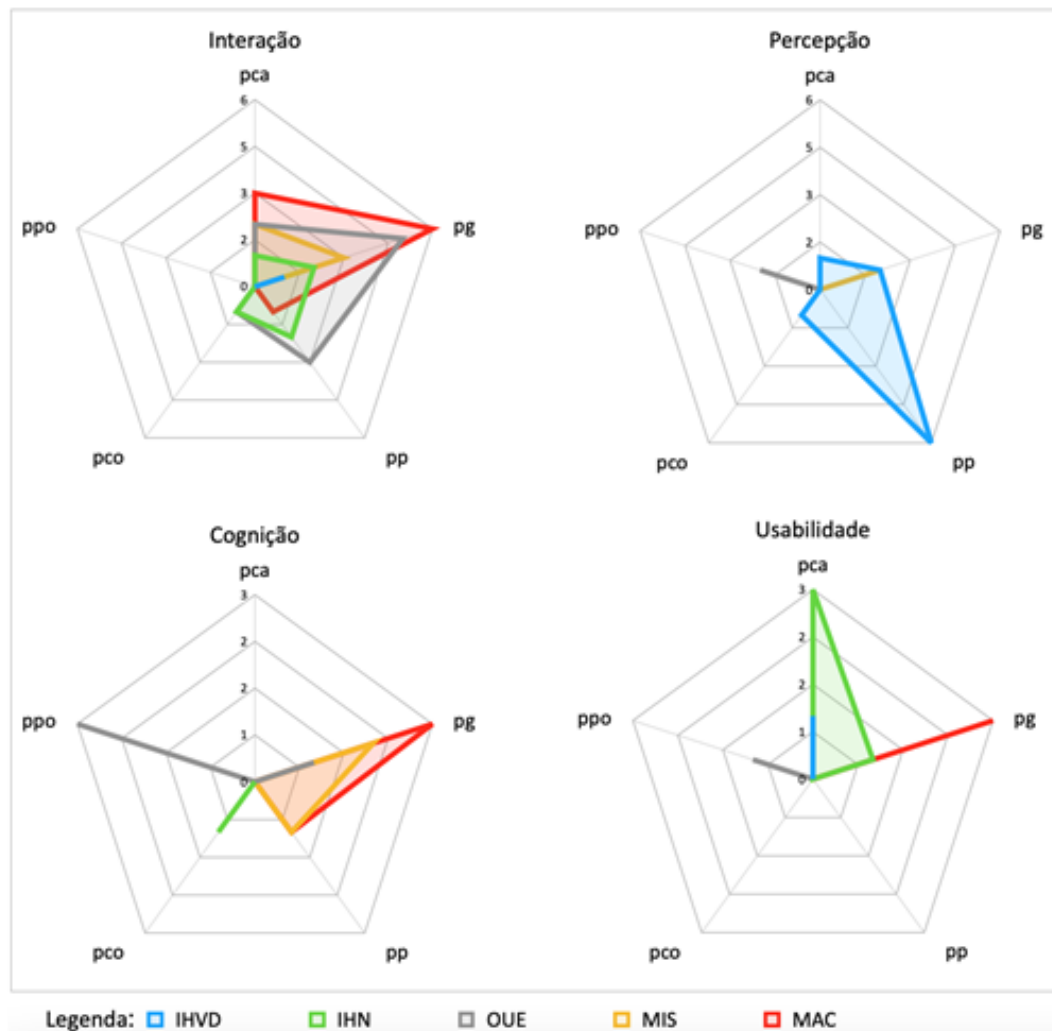 Interação
pca
6
5
3
2
0
ppo
pg
pco
pp
Percepção
pca
6
5
3
2
0
ppo
pg
pco
pp
Cognição
pca
3
2
2
1
0
ppo
pg
pco
pp
Usabilidade
pca
3
2
2
1
0
ppo
pg
pco
pp
Legenda: IHVD IHN OUE MIS MAC